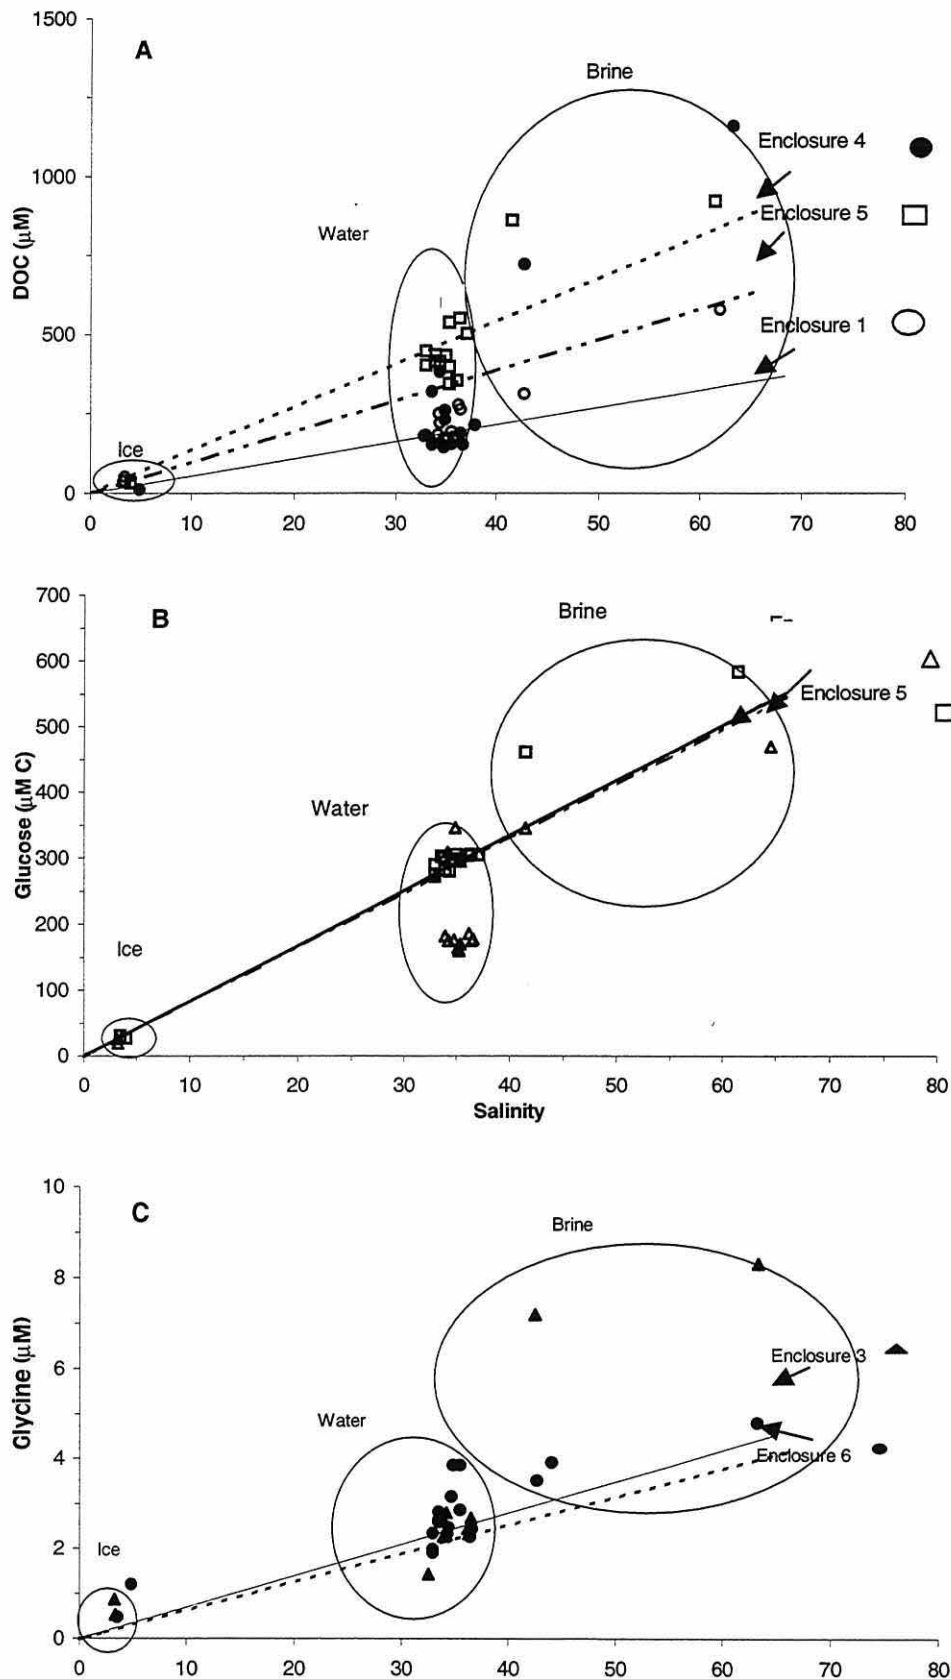 1500
A
Brine
Enclosure 4
1000
Enclosure 5
Water
DOC (μM)
500
Enclosure 1
Ice
0
0 10 20 30 40 50 60 70 80
700
B
Brine
600
Enclosure 5
500
Glucose (μM C)
400
Water
300
200
Ice
100
0
0 10 20 30 40 50 60 70 80
Salinity
10
C
Brine
8
Glycine (μM)
6
Enclosure 3
Water
4
Enclosure 6
2
Ice
0
0 10 20 30 40 50 60 70 80